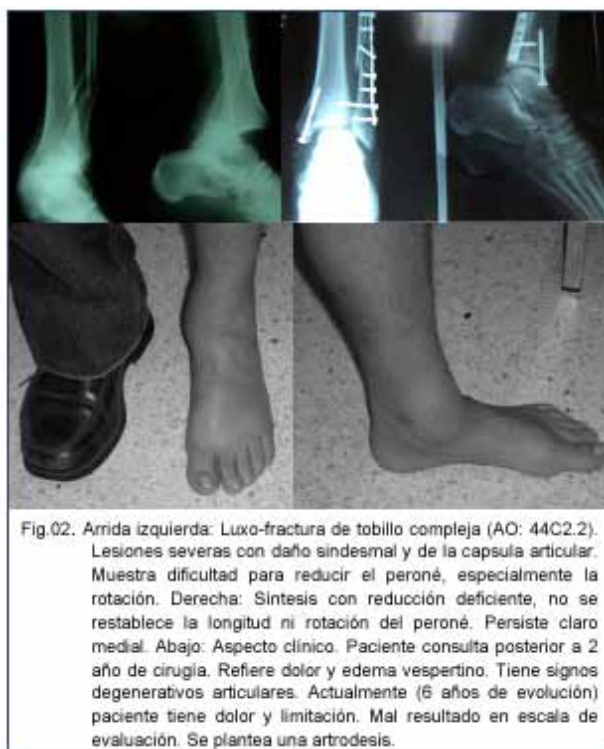 Fig.02. Arrida izquierda: Luxo-fractura de tobillo compleja (AO: 44C2.2).
Lesiones severas con daño sindesmal y de la capsula articular.
Muestra dificultad para reducir el peroné, especialmente la
rotación. Derecha: Síntesis con reducción deficiente, no se
restablece la longitud ni rotación del peroné. Persiste claro
medial. Abajo: Aspecto clínico. Paciente consulta posterior a 2
año de cirugía. Refiere dolor y edema vespertino. Tiene signos
degenerativos articulares. Actualmente (6 años de evolución)
paciente tiene dolor y limitación. Mal resultado en escala de
evaluación. Se plantea una artrodesis.